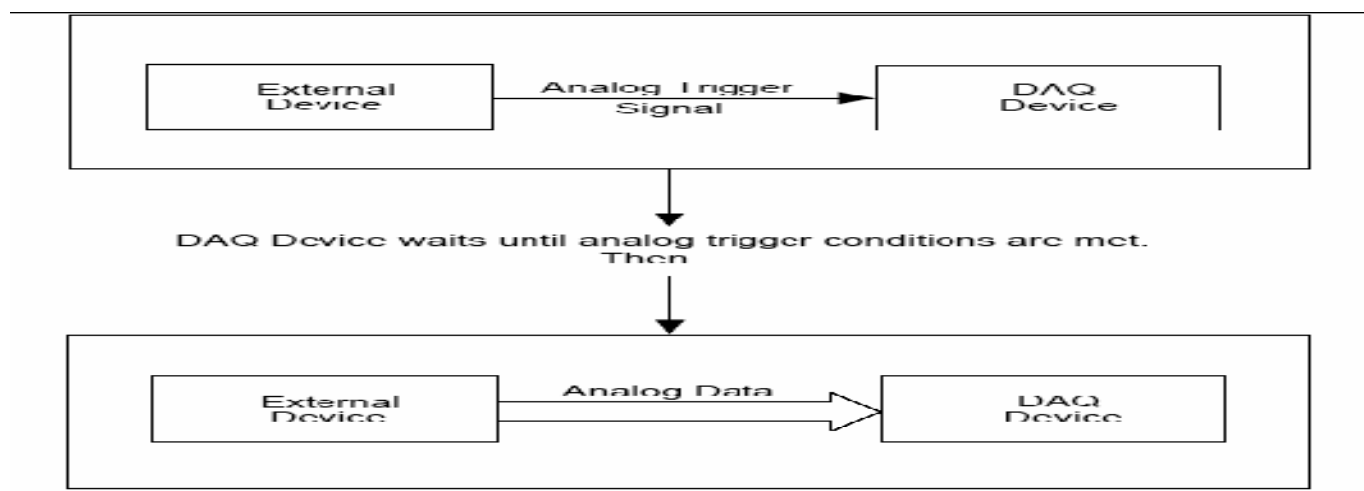 External
Device
Analog Trigger
Signal
DAQ
Device
DAQ Device waits until analog trigger conditions are met.
Then
External
Device
Analog Data
DAQ
Device